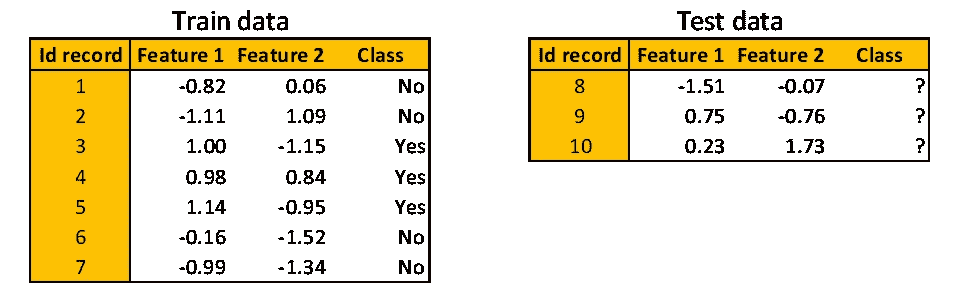 Train data
Id record Feature 1 Feature 2 Class
1 -0.82 0.06 No
2 -1.11 1.09 No
3 1.00 -1.15 Yes
4 0.98 0.84 Yes
5 1.14 -0.95 Yes
6 -0.16 -1.52 No
7 -0.99 -1.34 No
Test data
Id record Feature 1 Feature 2 Class
8 -1.51 -0.07 ?
9 0.75 -0.76 ?
10 0.23 1.73 ?